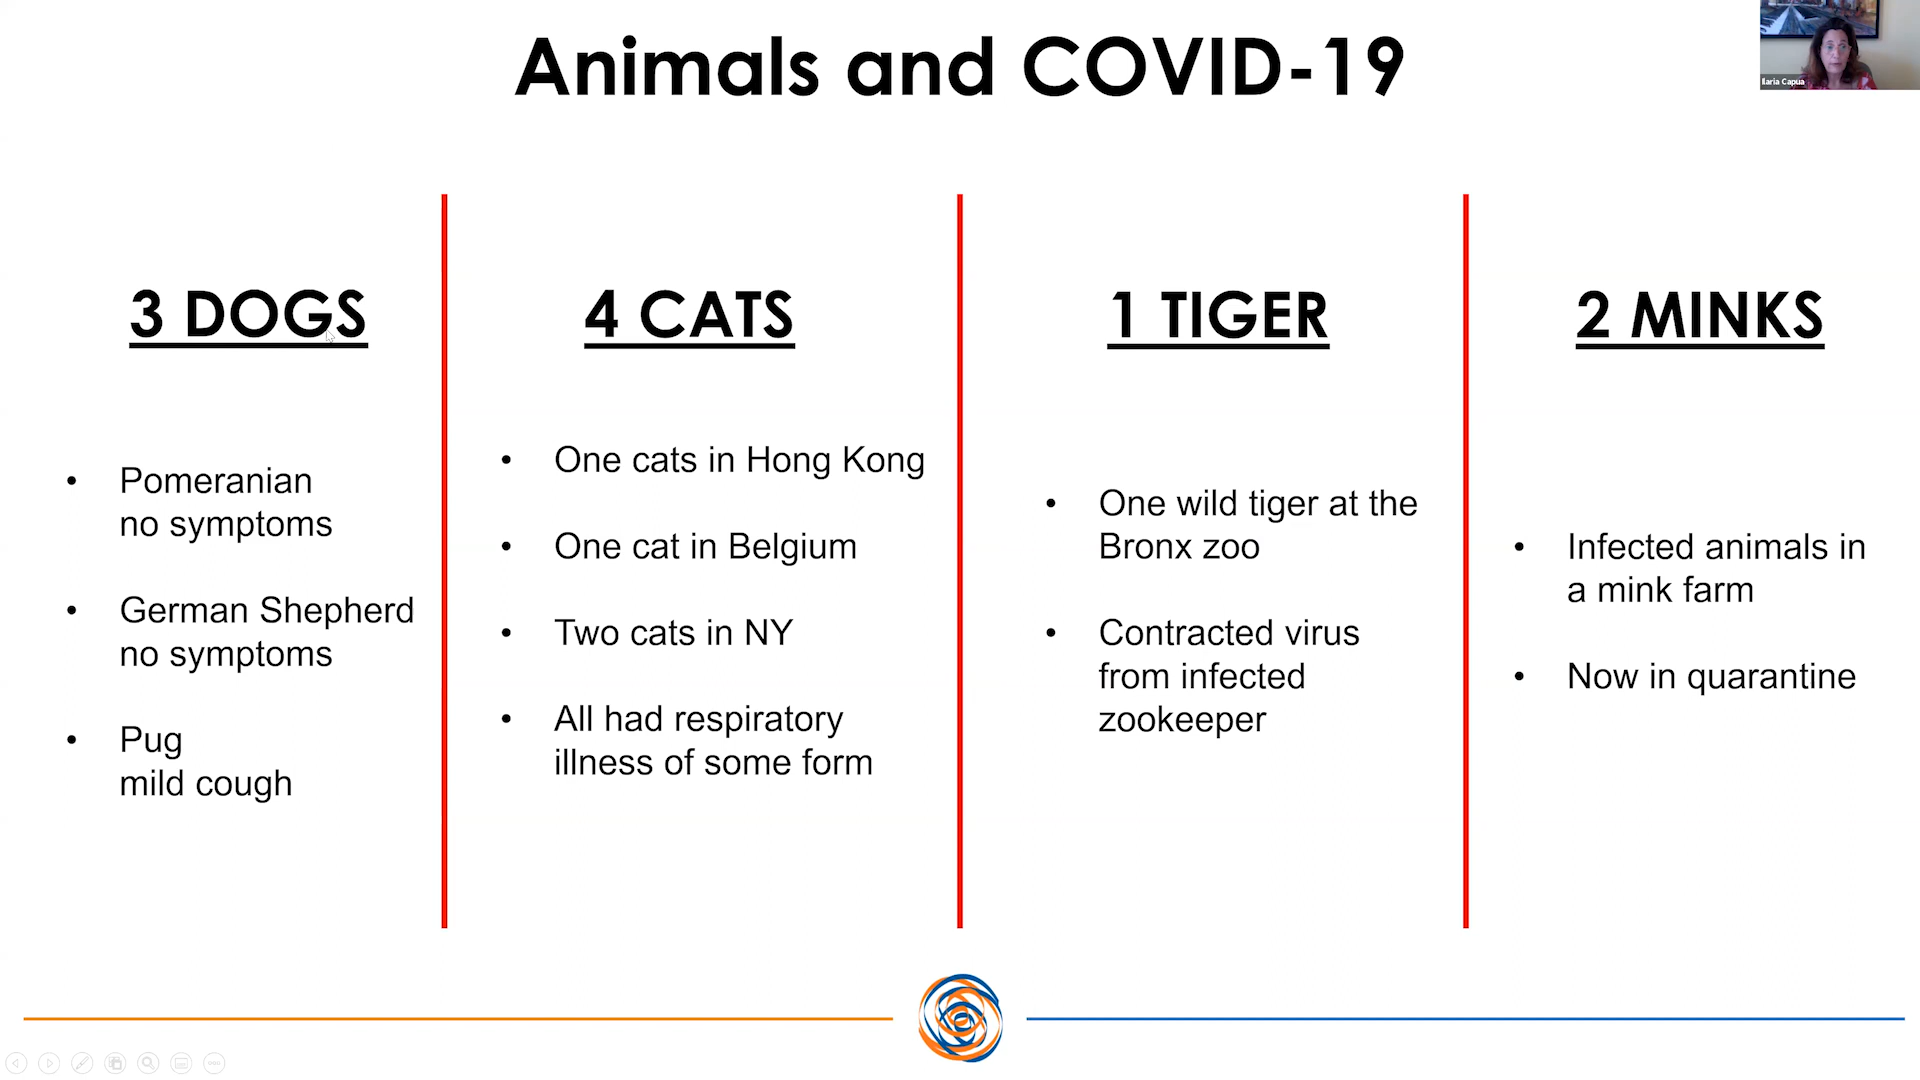 Animals and COVID-19
Ilaria Capua
3 DOGS
Pomeranian
no symptoms
German Shepherd
no symptoms
Pug
mild cough
4 CATS
One cats in Hong Kong
One cat in Belgium
Two cats in NY
All had respiratory
illness of some form
1 TIGER
One wild tiger at the
Bronx zoo
Contracted virus
from infected
zookeeper
2 MINKS
Infected animals in
a mink farm
Now in quarantine